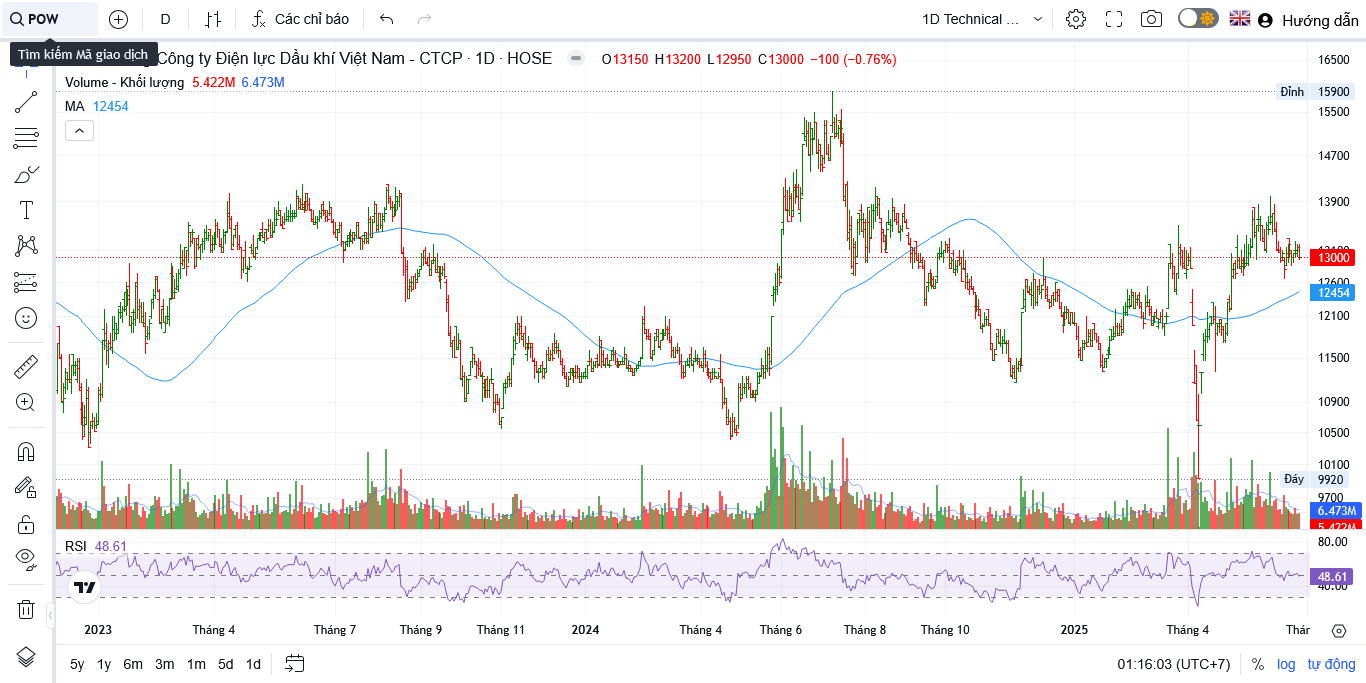 POW
D
Các chỉ báo
1D Technical ...
Hướng dẫn
Tìm kiếm Mã giao dịch
Công ty Điện lực Dầu khí Việt Nam - CTCP · 1D · HOSE
O13150 H13200 L12950 C13000 −100 (−0.76%)
Volume - Khối lượng 5.422M 6.473M
MA 12454
16500
Đỉnh 15900
15500
14700
13900
13000
12600
12454
12100
11500
10900
10500
10100
Đáy 9920
9700
6.473M
5.422M
RSI 48.61
80.00
48.61
40.00
2023 Tháng 4 Tháng 7 Tháng 9 Tháng 11 2024 Tháng 4 Tháng 6 Tháng 8 Tháng 10 2025 Tháng 4 Thár
5y 1y 6m 3m 1m 5d 1d
01:16:03 (UTC+7) % log tự động